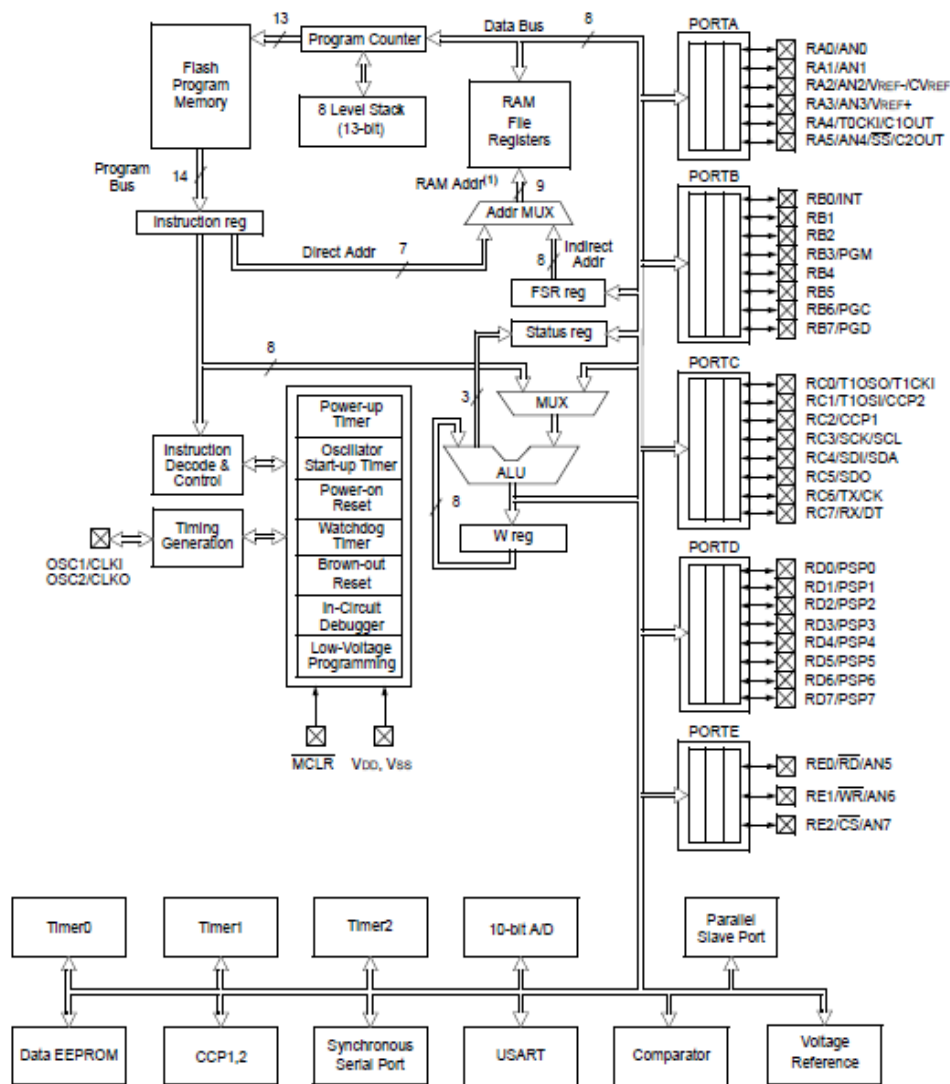 13
Data Bus
8
PORTA
Program Counter
Flash
Program
Memory
8 Level Stack
(13-bit)
RAM
File
Registers
RA0/AN0
RA1/AN1
RA2/AN2/VREF-/CVREF
RA3/AN3/VREF+
RA4/T0CKI/C1OUT
RA5/AN4/SS/C2OUT
Program
Bus
14
RAM Addr(1)
9
PORTB
Instruction reg
Addr MUX
Direct Addr
7
8
Indirect
Addr
RB0/INT
RB1
RB2
RB3/PGM
RB4
RB5
RB6/PGC
RB7/PGD
FSR reg
Status reg
8
3
MUX
PORTC
RC0/T1OSO/T1CKI
RC1/T1OSI/CCP2
RC2/CCP1
RC3/SCK/SCL
RC4/SDI/SDA
RC5/SDO
RC6/TX/CK
RC7/RX/DT
Power-up
Timer
Instruction
Decode &
Control
Oscillator
Start-up Timer
ALU
Power-on
Reset
8
Timing
Generation
Watchdog
Timer
W reg
OSC1/CLKI
OSC2/CLKO
Brown-out
Reset
In-Circuit
Debugger
Low-Voltage
Programming
PORTD
RD0/PSP0
RD1/PSP1
RD2/PSP2
RD3/PSP3
RD4/PSP4
RD5/PSP5
RD6/PSP6
RD7/PSP7
MCLR
VDD, VSS
PORTE
RE0/RD/AN5
RE1/WR/AN6
RE2/CS/AN7
Timer0
Timer1
Timer2
10-bit A/D
Parallel
Slave Port
Data EEPROM
CCP1,2
Synchronous
Serial Port
USART
Comparator
Voltage
Reference